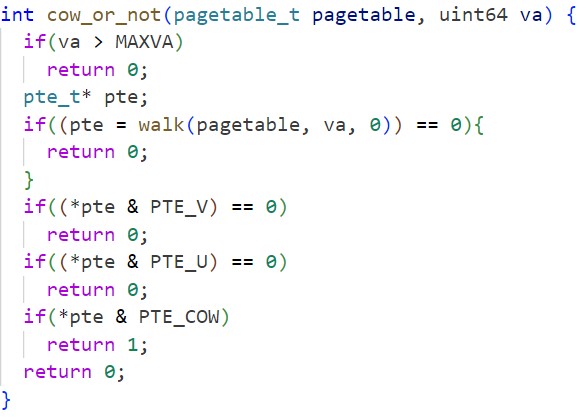 int cow_or_not(pagetable_t pagetable, uint64 va) {
  if(va > MAXVA)
    return 0;
  pte_t* pte;
  if((pte = walk(pagetable, va, 0)) == 0){
    return 0;
  }
  if((*pte & PTE_V) == 0)
    return 0;
  if((*pte & PTE_U) == 0)
    return 0;
  if(*pte & PTE_COW)
    return 1;
  return 0;
}